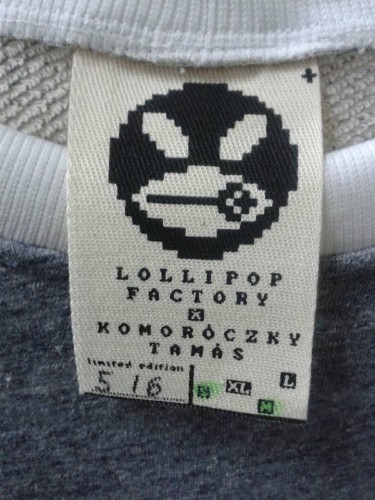 LOLLIPOP
FACTORY
X
KOMORÓCZKY
TAMÁS
limited edition
5 / 6
S XL M L